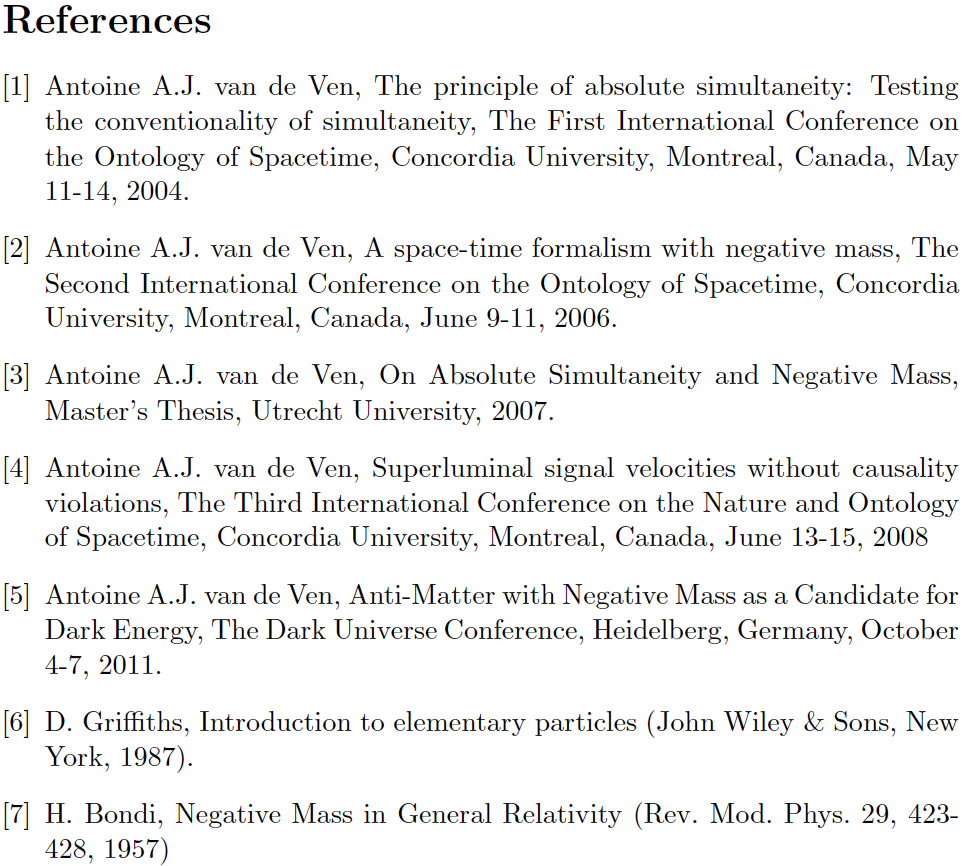 References
[1] Antoine A.J. van de Ven, The principle of absolute simultaneity: Testing
the conventionality of simultaneity, The First International Conference on
the Ontology of Spacetime, Concordia University, Montreal, Canada, May
11-14, 2004.
[2] Antoine A.J. van de Ven, A space-time formalism with negative mass, The
Second International Conference on the Ontology of Spacetime, Concordia
University, Montreal, Canada, June 9-11, 2006.
[3] Antoine A.J. van de Ven, On Absolute Simultaneity and Negative Mass,
Master's Thesis, Utrecht University, 2007.
[4] Antoine A.J. van de Ven, Superluminal signal velocities without causality
violations, The Third International Conference on the Nature and Ontology
of Spacetime, Concordia University, Montreal, Canada, June 13-15, 2008
[5] Antoine A.J. van de Ven, Anti-Matter with Negative Mass as a Candidate for
Dark Energy, The Dark Universe Conference, Heidelberg, Germany, October
4-7, 2011.
[6] D. Griffiths, Introduction to elementary particles (John Wiley & Sons, New
York, 1987).
[7] H. Bondi, Negative Mass in General Relativity (Rev. Mod. Phys. 29, 423-
428, 1957)